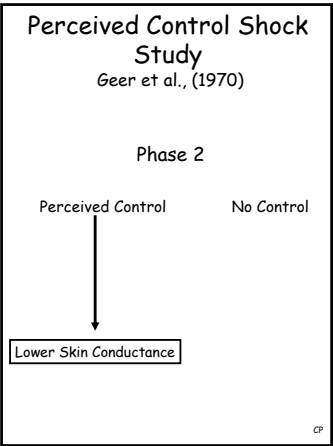 Perceived Control Shock
Study
Geer et al., (1970)
Phase 2
Perceived Control No Control
Lower Skin Conductance
CP